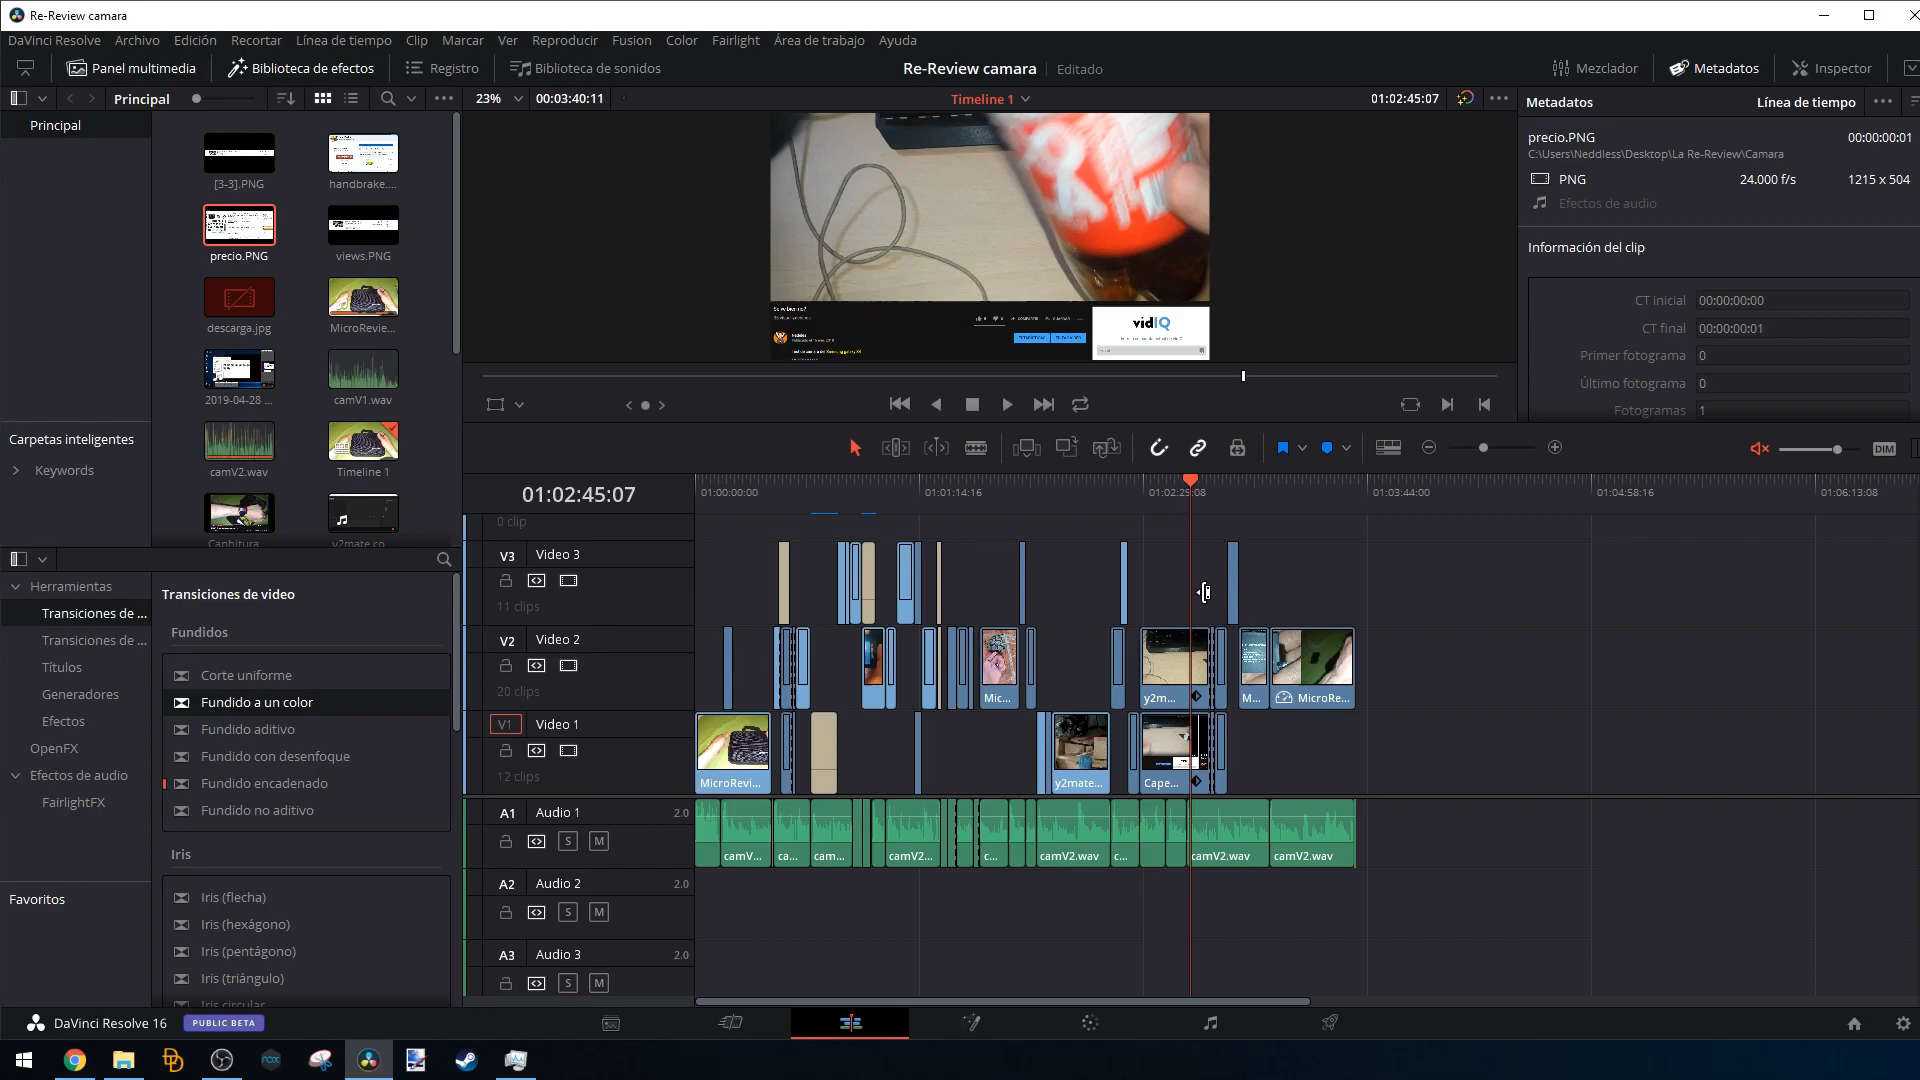 Re-Review camara
DaVinci Resolve Archivo Edición Recortar Línea de tiempo Clip Marcar Ver Reproducir Fusion Color Fairlight Área de trabajo Ayuda
Panel multimedia Biblioteca de efectos Registro Biblioteca de sonidos Re-Review camara Editado Mezclador Metadatos Inspector
Principal 23% 00:03:40:11 Timeline 1 01:02:45:07 Metadatos Línea de tiempo
Principal
precio.PNG 00:00:00:01
C:\Users\Neddless\Desktop\La Re-Review\Camara
PNG 24.000 f/s 1215 x 504
Efectos de audio
Información del clip
CT inicial 00:00:00:00
CT final 00:00:00:01
Primer fotograma 0
Último fotograma 0
Fotogramas 1
[3-3].PNG handbrake....
precio.PNG views.PNG
descarga.jpg MicroRevie...
2019-04-28 ... camV1.wav
camV2.wav Timeline 1
vidIQ
Carpetas inteligentes
Keywords
DIM
01:02:45:07
01:00:00:00 01:01:14:16 01:02:29:08 01:03:44:00 01:04:58:16 01:06:13:08
0 clip
V3 Video 3
11 clips
V2 Video 2
20 clips
Mic... y2m... M... MicroRe...
V1 Video 1
12 clips
MicroRevi... y2mate... Cape...
A1 Audio 1 2.0
S M
camV... ca... cam... camV2... c... camV2.wav c... camV2.wav camV2.wav
A2 Audio 2 2.0
S M
A3 Audio 3 2.0
S M
Herramientas
Transiciones de ...
Transiciones de ...
Títulos
Generadores
Efectos
OpenFX
Efectos de audio
FairlightFX
Favoritos
Transiciones de video
Fundidos
Corte uniforme
Fundido a un color
Fundido aditivo
Fundido con desenfoque
Fundido encadenado
Fundido no aditivo
Iris
Iris (flecha)
Iris (hexágono)
Iris (pentágono)
Iris (triángulo)
Iris circular
DaVinci Resolve 16 PUBLIC BETA